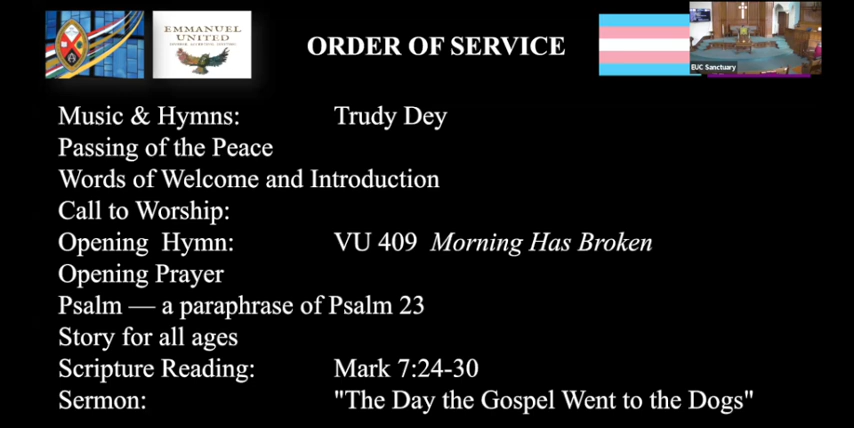 EMMANUEL
UNITED
ORDER OF SERVICE
EUC Sanctuary
Music & Hymns: Trudy Dey
Passing of the Peace
Words of Welcome and Introduction
Call to Worship:
Opening Hymn: VU 409 Morning Has Broken
Opening Prayer
Psalm — a paraphrase of Psalm 23
Story for all ages
Scripture Reading: Mark 7:24-30
Sermon: "The Day the Gospel Went to the Dogs"